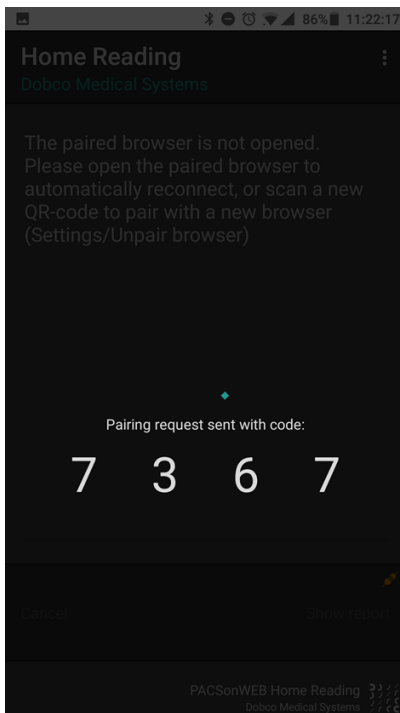 86% 11:22:17
Home Reading
Dobco Medical Systems
The paired browser is not opened.
Please open the paired browser to
automatically reconnect, or scan a new
QR-code to pair with a new browser
(Settings/Unpair browser)
Pairing request sent with code:
7 3 6 7
Cancel
Show report
PACSonWEB Home Reading
Dobco Medical Systems